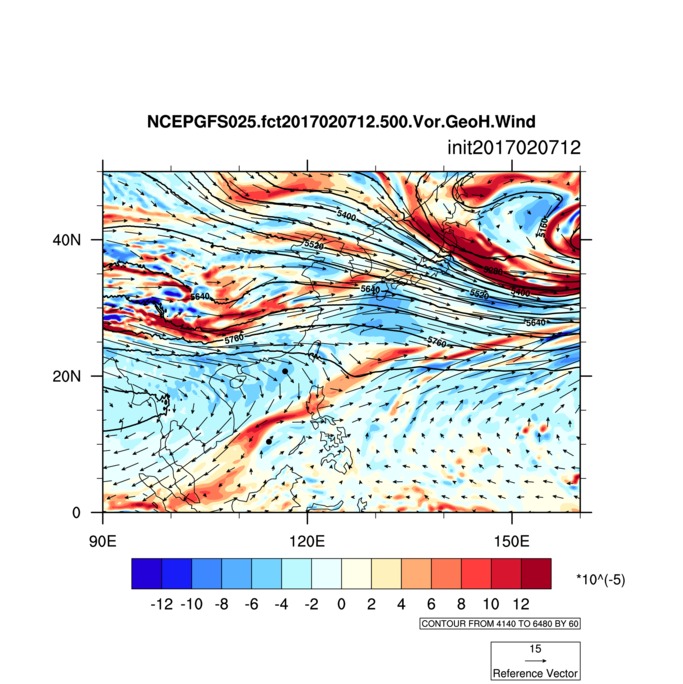 NCEPGFS025.fct2017020712.500.Vor.GeoH.Wind
init2017020712
5400
5160
5520
40N
5280
5640
5640
5520
5400
5640
5760
5760
20N
0
90E 120E 150E
-12 -10 -8 -6 -4 -2 0 2 4 6 8 10 12
*10^(-5)
CONTOUR FROM 4140 TO 6480 BY 60
15
Reference Vector